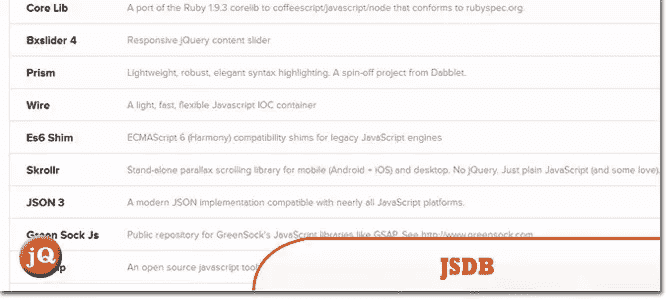 Core Lib A port of the Ruby 1.9.3 corelib to coffeescript/javascript/node that conforms to rubyspec.org
Bxslider 4 Responsive jQuery content slider
Prism Lightweight, robust, elegant syntax highlighting. A spin-off project from Dabblet.
Wire A light, fast, flexible Javascript IOC container
Es6 Shim ECMAScript 6 (Harmony) compatibility shims for legacy JavaScript engines
Skrollr Stand-alone parallax scrolling library for mobile (Android + iOS) and desktop. No jQuery. Just plain JavaScript (and some love).
JSON 3 A modern JSON implementation compatible with nearly all JavaScript platforms.
Green Sock Js Public repository for GreenSock's JavaScript libraries like GSAP. See http://www.greensock.com
An open source javascript
jQ
JSDB